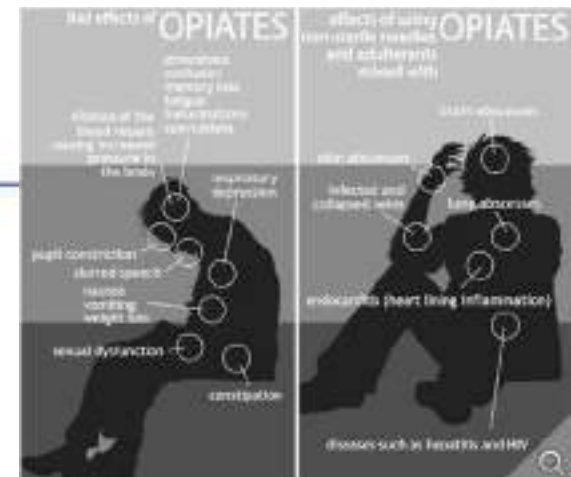 Bad effects of
OPIATES
confusion
memory loss
fatigue
hallucinations
dilation of the
blood vessels
causing increased
pressure in
the brain
respiratory
depression
pupil constriction
slurred speech
nausea
vomiting
weight loss
sexual dysfunction
constipation
effects of using
non-sterile needles
and adulterants
mixed with
OPIATES
brain abscesses
skin abscesses
infected and
collapsed veins
lung abscesses
endocarditis (heart lining inflammation)
diseases such as hepatitis and HIV